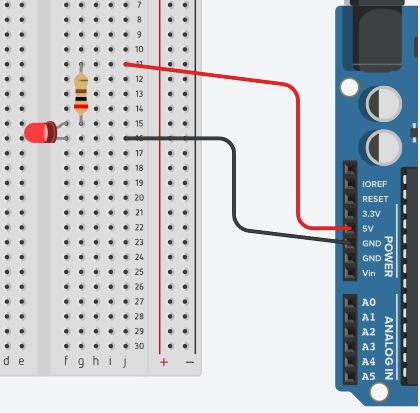 7
8
9
10
11
12
13
14
15
16
17
18
19
20
21
22
23
24
25
26
27
28
29
30
d e f g h i j + −
IOREF
RESET
3.3V
5V
GND
GND
Vin
POWER
A0
A1
A2
A3
A4
A5
ANALOG IN